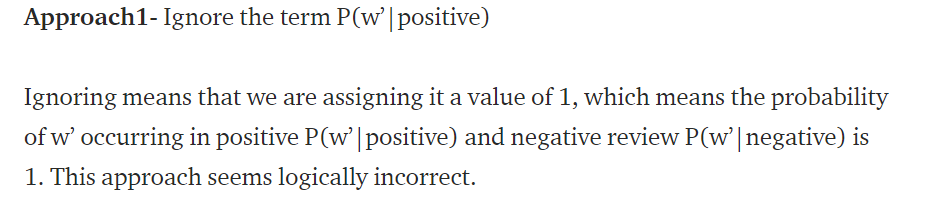 Approach1- Ignore the term P(w’|positive)
Ignoring means that we are assigning it a value of 1, which means the probability
of w’ occurring in positive P(w’|positive) and negative review P(w’|negative) is
1. This approach seems logically incorrect.